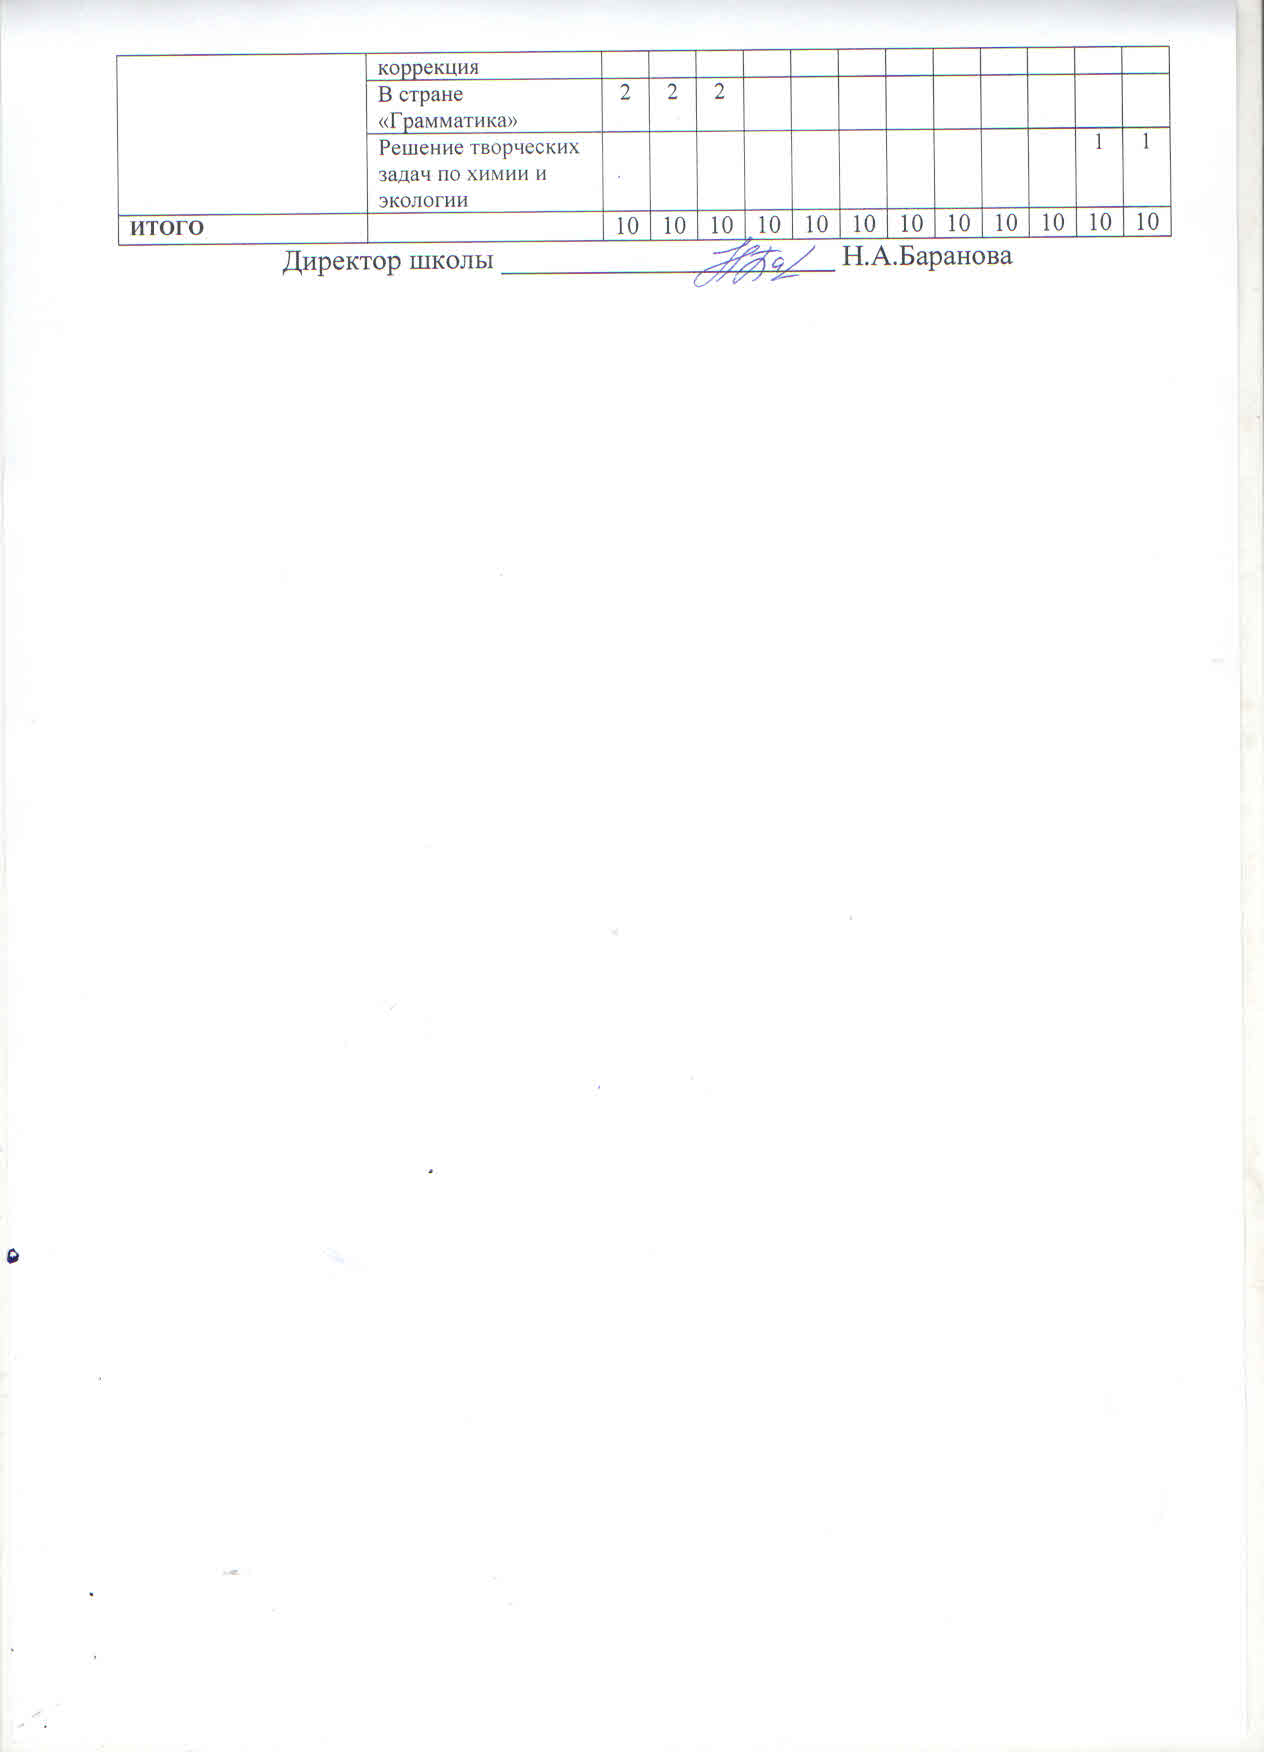 коррекция
В стране 2 2 2
«Грамматика»
Решение творческих 1 1
задач по химии и
экологии
ИТОГО 10 10 10 10 10 10 10 10 10 10 10 10
Директор школы ________________________ Н.А.Баранова